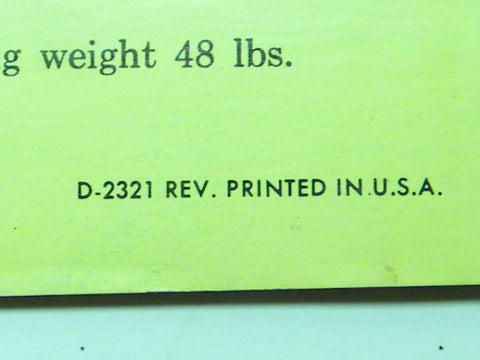 g weight 48 lbs.
D-2321 REV. PRINTED IN U.S.A.